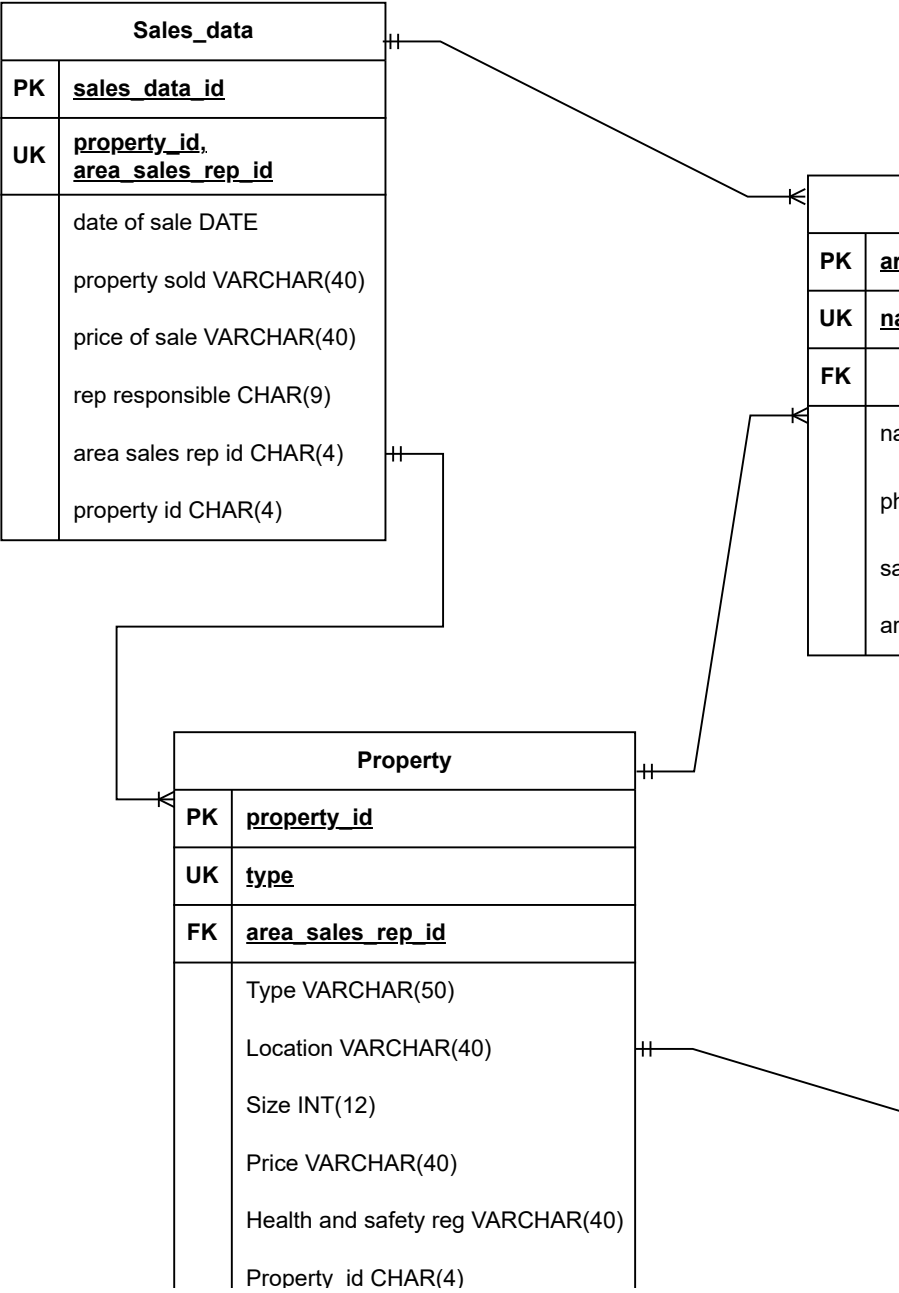 Sales_data
PK sales_data_id
UK property_id,
area_sales_rep_id
date of sale DATE
property sold VARCHAR(40)
price of sale VARCHAR(40)
rep responsible CHAR(9)
area sales rep id CHAR(4)
property id CHAR(4)
PK
UK
FK
Property
PK property_id
UK type
FK area_sales_rep_id
Type VARCHAR(50)
Location VARCHAR(40)
Size INT(12)
Price VARCHAR(40)
Health and safety reg VARCHAR(40)
Property_id CHAR(4)